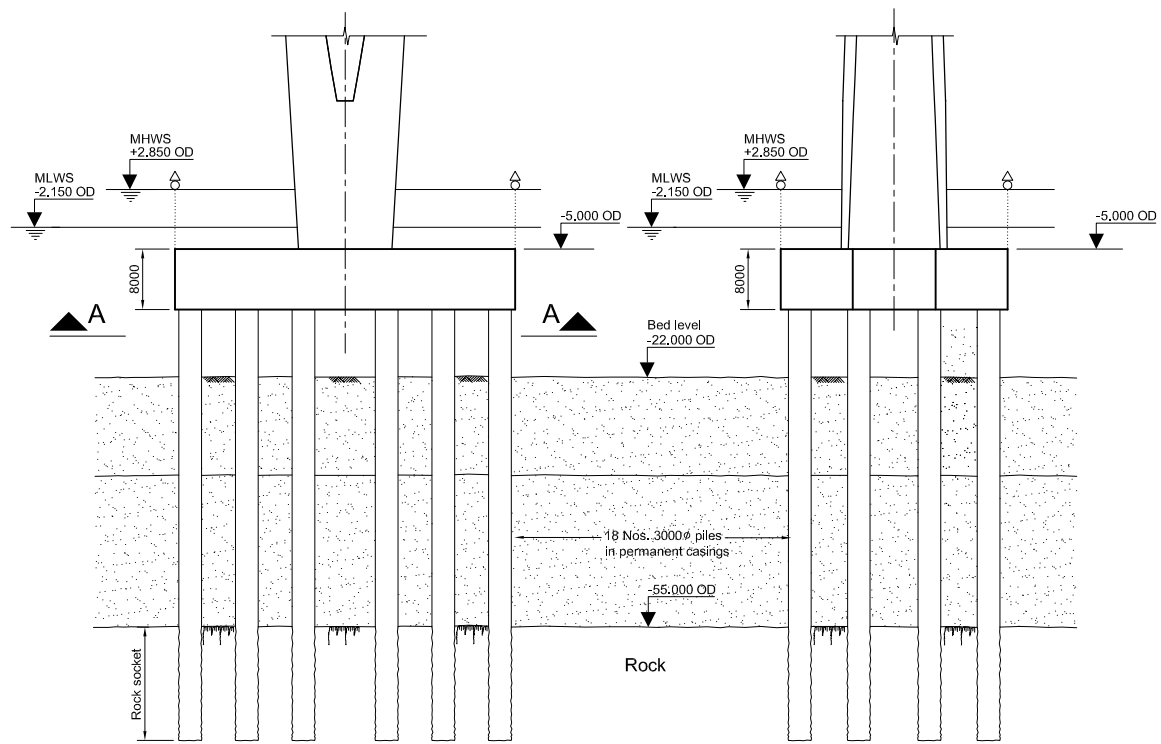 MHWS
+2.850 OD
MLWS
-2.150 OD
-5.000 OD
8000
A
A
MHWS
+2.850 OD
MLWS
-2.150 OD
-5.000 OD
8000
Bed level
-22.000 OD
18 Nos. 3000ø piles
in permanent casings
-55.000 OD
Rock
Rock socket